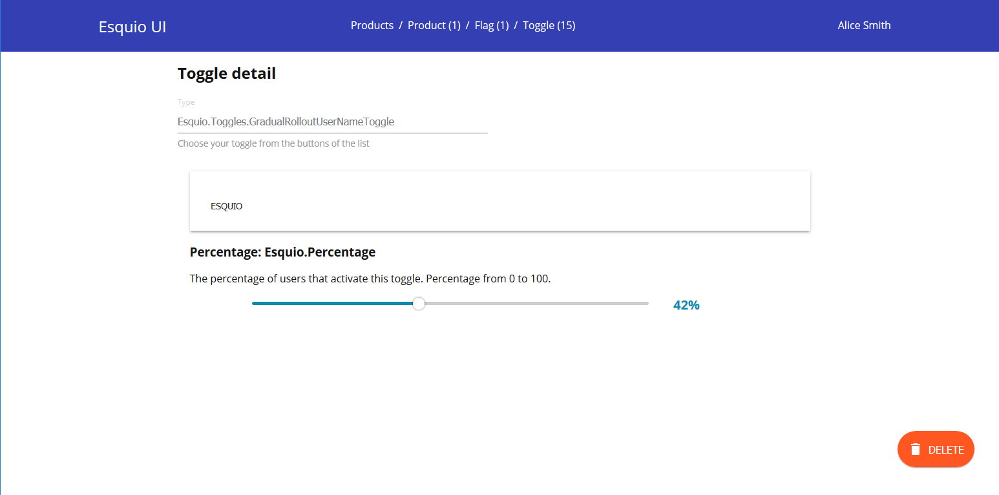 Esquio UI
Products / Product (1) / Flag (1) / Toggle (15)
Alice Smith
Toggle detail
Type
Esquio.Toggles.GradualRolloutUserNameToggle
Choose your toggle from the buttons of the list
ESQUIO
Percentage: Esquio.Percentage
The percentage of users that activate this toggle. Percentage from 0 to 100.
42%
DELETE